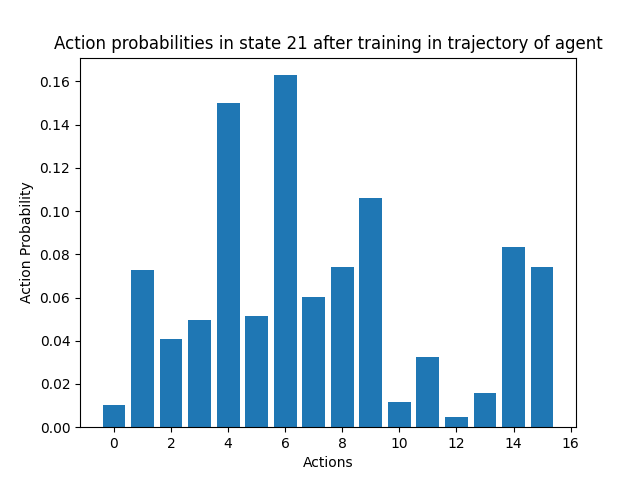 Action probabilities in state 21 after training in trajectory of agent
0.16
0.14
0.12
0.10
0.08
0.06
0.04
0.02
0.00
Action Probability
0 2 4 6 8 10 12 14 16
Actions